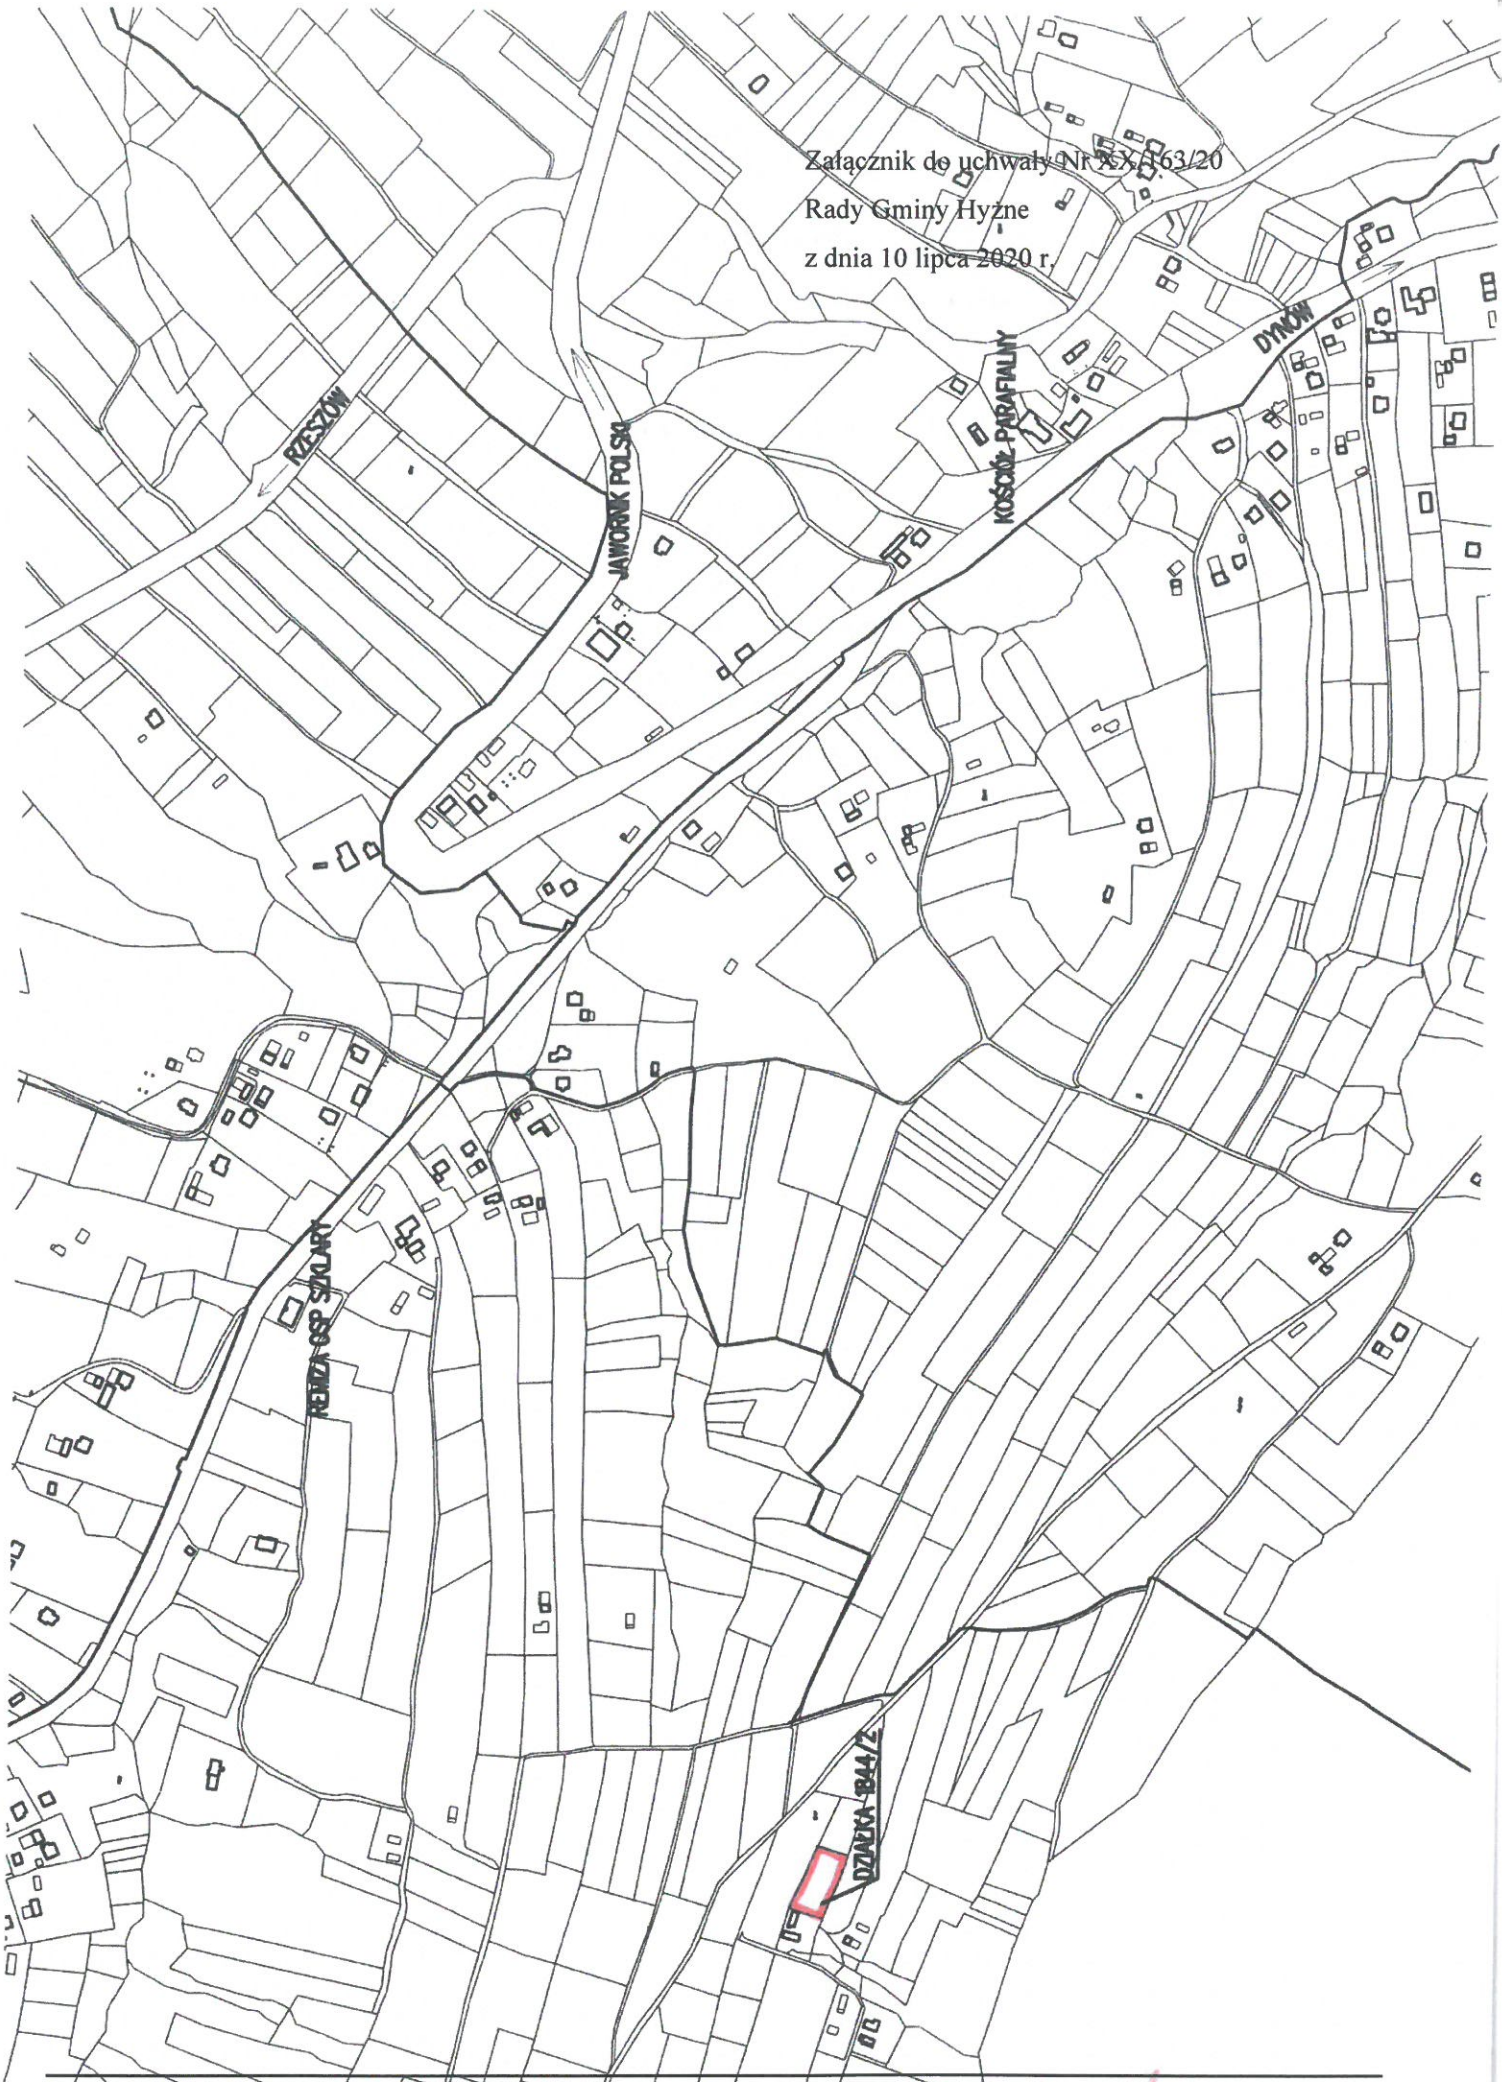 Załącznik do uchwały Nr XX/163/20
Rady Gminy Hyżne
z dnia 10 lipca 2020 r.
DYNÓW
KOŚCIÓŁ PARAFIALNY
RZESZÓW
JAWORNIK POLSKI
REMIZA OSP SZKLARY
DZIAŁKA 1844/2